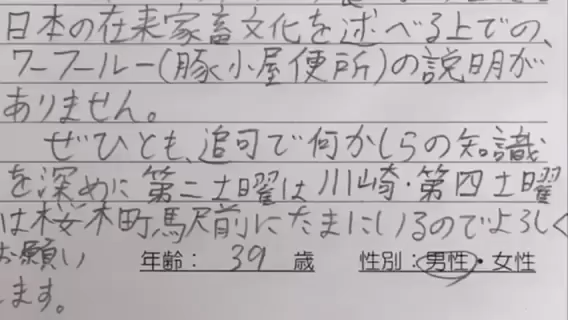 日本の在来家畜文化を述べる上での、
フーフールー(豚小屋便所)の説明が
ありません。
ぜひとも、追可で何かしらの知識
を深めに第二土曜は川崎・第四土曜
は桜木町馬尺前にたまにいるのでよろしく
お願い
年齢: 39 歳 性別: 男性・女性
します。